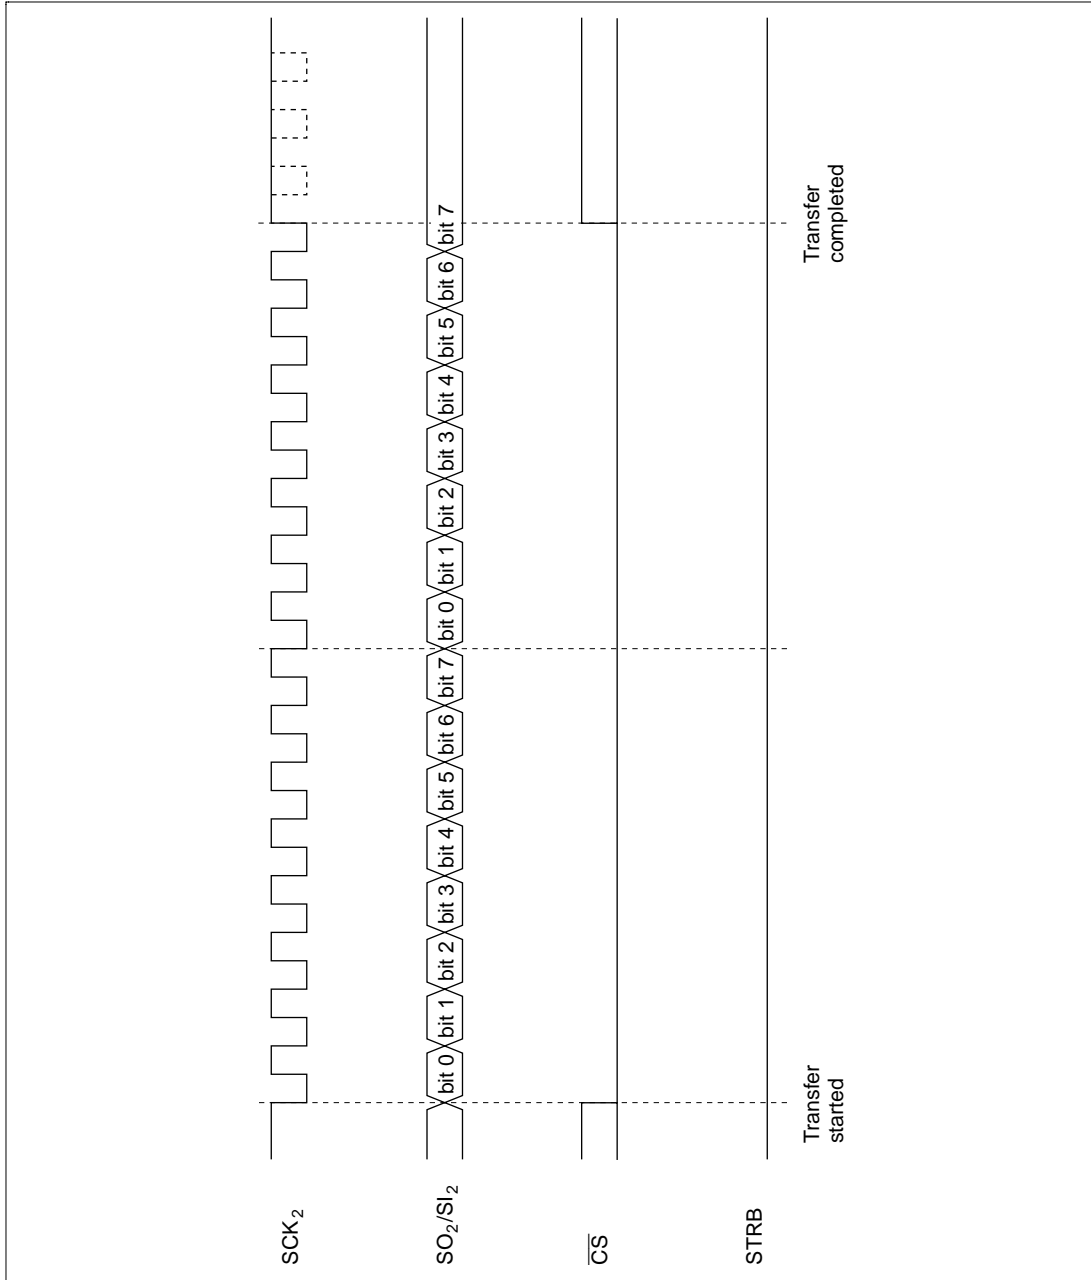 SCK2
SO2/SI2
bit 0 bit 1 bit 2 bit 3 bit 4 bit 5 bit 6 bit 7 bit 0 bit 1 bit 2 bit 3 bit 4 bit 5 bit 6 bit 7
CS
STRB
Transfer
started
Transfer
completed